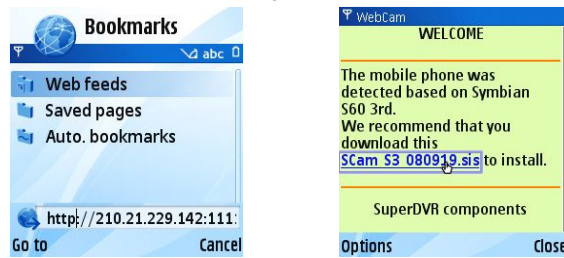 Bookmarks
abc
Web feeds
Saved pages
Auto. bookmarks
http://210.21.229.142:111:
Go to
Cancel
WebCam
WELCOME
The mobile phone was
detected based on Symbian
S60 3rd.
We recommend that you
download this
SCam S3 080919.sis to install.
SuperDVR components
Options
Close